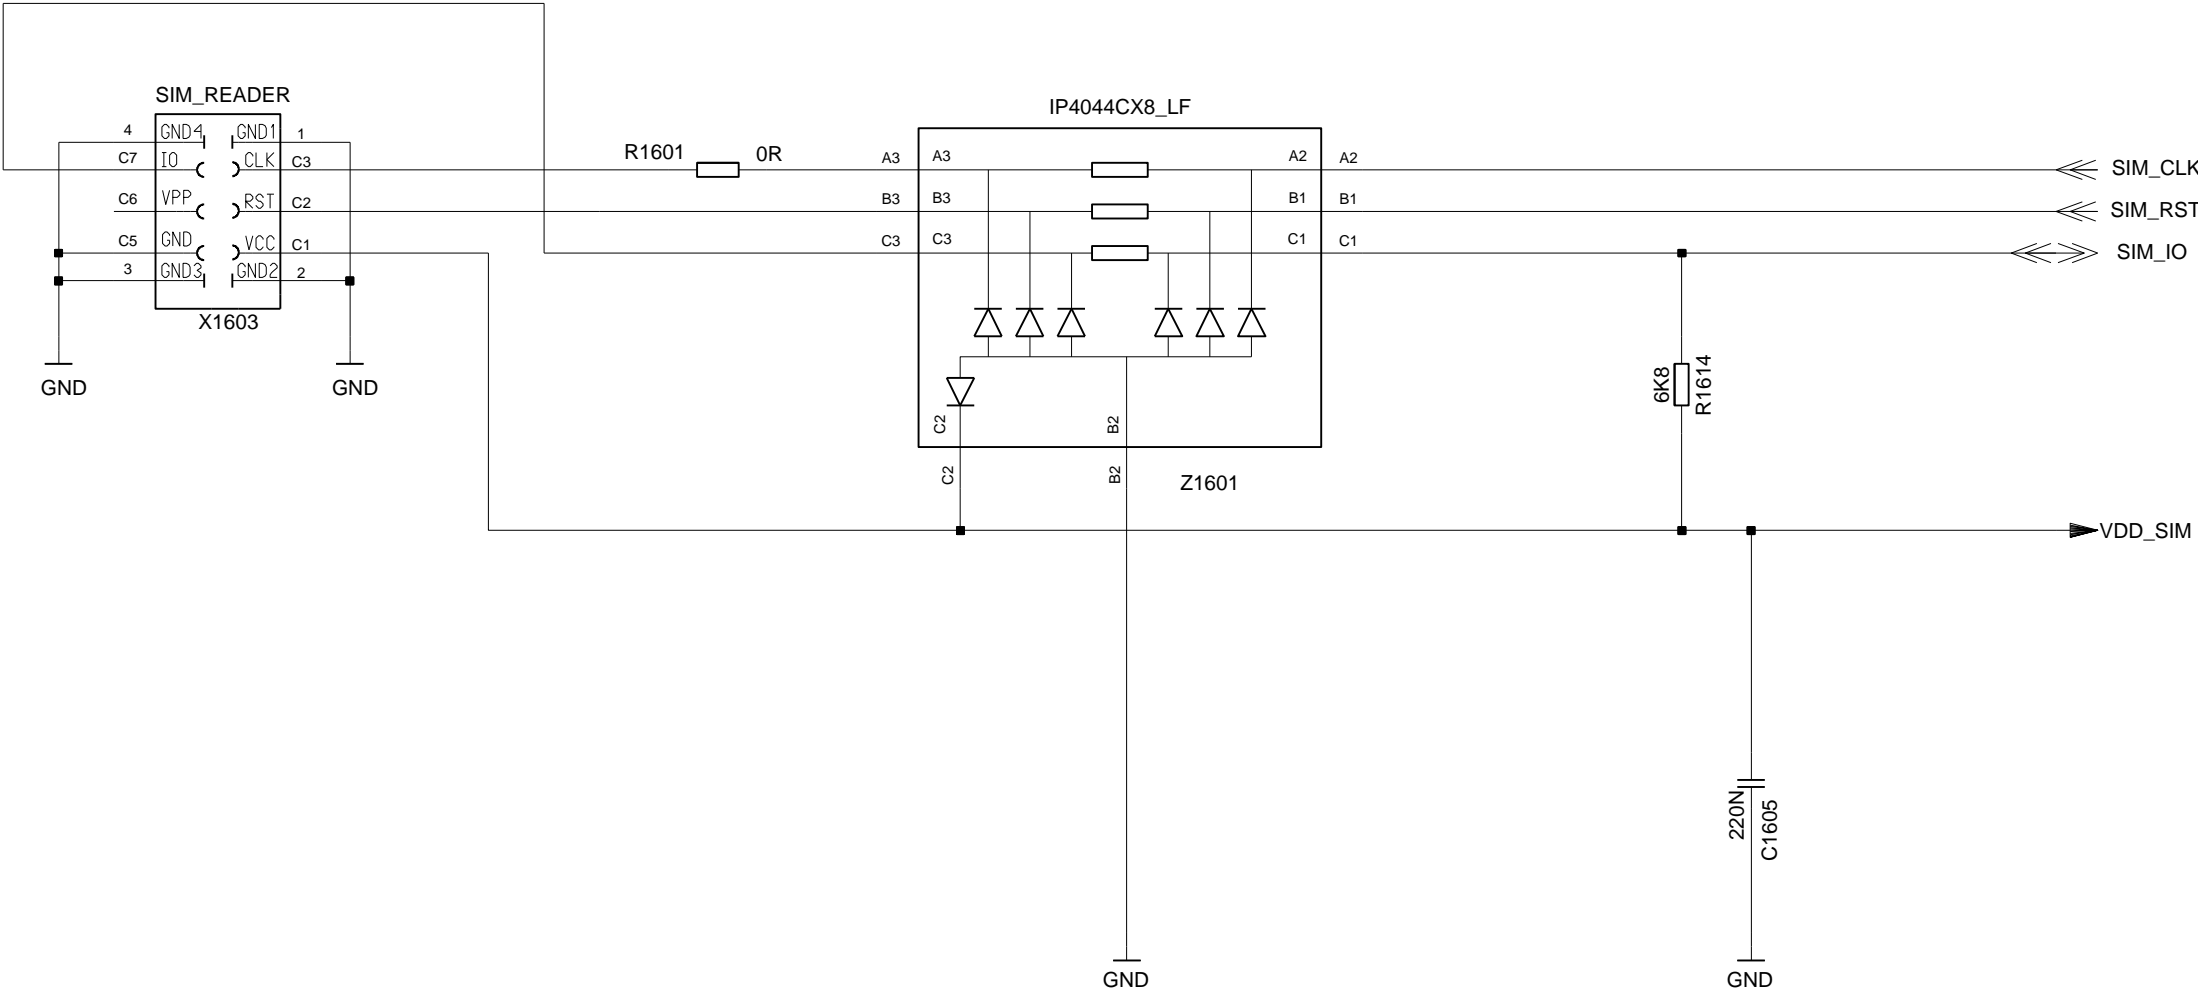 SIM_READER
IP4044CX8_LF
4 GND4 GND1 1
C7 IO CLK C3
R1601 0R
A3 A3 A2 A2
SIM_CLK
C6 VPP RST C2
B3 B3 B1 B1
SIM_RST
C5 GND VCC C1
C3 C3 C1 C1
SIM_IO
3 GND3 GND2 2
X1603
GND GND
6K8
R1614
C2 B2
C2 B2
Z1601
VDD_SIM
220N
C1605
GND GND